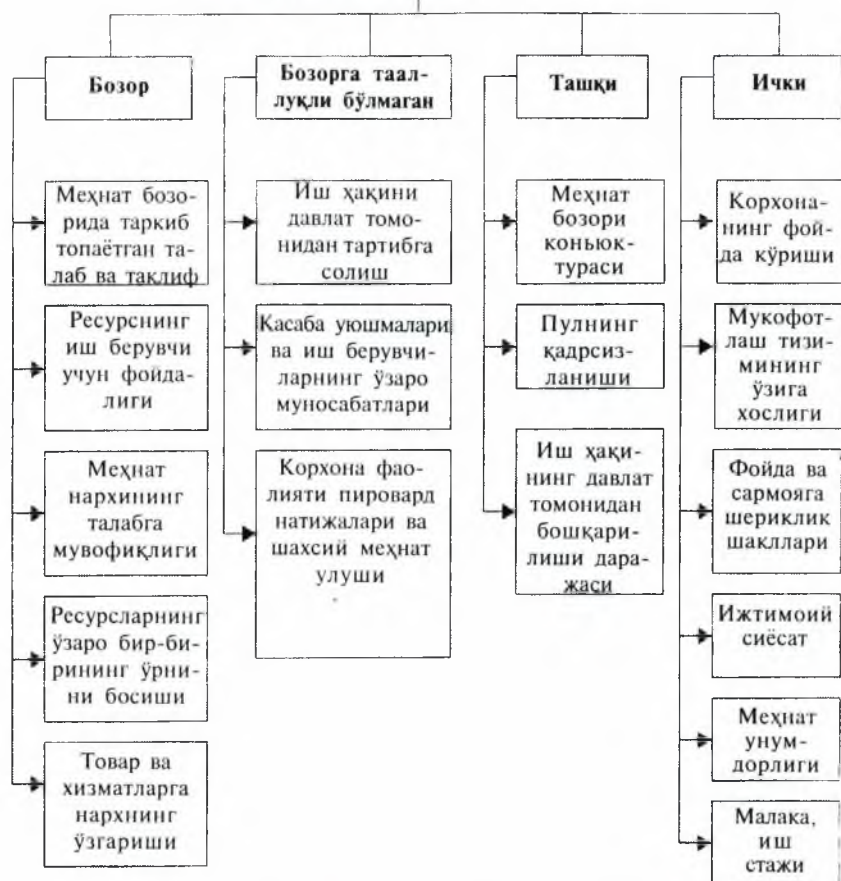 Бозор
Бозорга таал-
луқли бўлмаган
Ташқи
Ички
Меҳнат бозо-
рида таркиб
топаётган та-
лаб ва таклиф
Ресурснинг
иш берувчи
учун фойда-
лиги
Меҳнат
нархининг
талабга
мувофиқлиги
Ресурсларнинг
ўзаро бир-би-
рининг ўрни-
ни босиши
Товар ва
хизматларга
нархнинг
ўзгариши
Иш ҳақини
давлат томо-
нидан тартибга
солиш
Касаба уюшмалари
ва иш берувчи-
ларнинг ўзаро
муносабатлари
Корхона фао-
лияти пировард
натижалари ва
шахсий меҳнат
улуши
Меҳнат
бозори
коньюк-
тураси
Пулнинг
қадрсиз-
ланиши
Иш ҳақи-
нинг давлат
томонидан
бошқари-
лиши дара-
жаси
Корхона-
нинг фой-
да кўриши
Мукофот-
лаш тизи-
мининг
ўзига
хослиги
Фойда ва
сармояга
шериклик
шакллари
Ижтимоий
сиёсат
Меҳнат
унум-
дорлиги
Малака,
иш
стажи